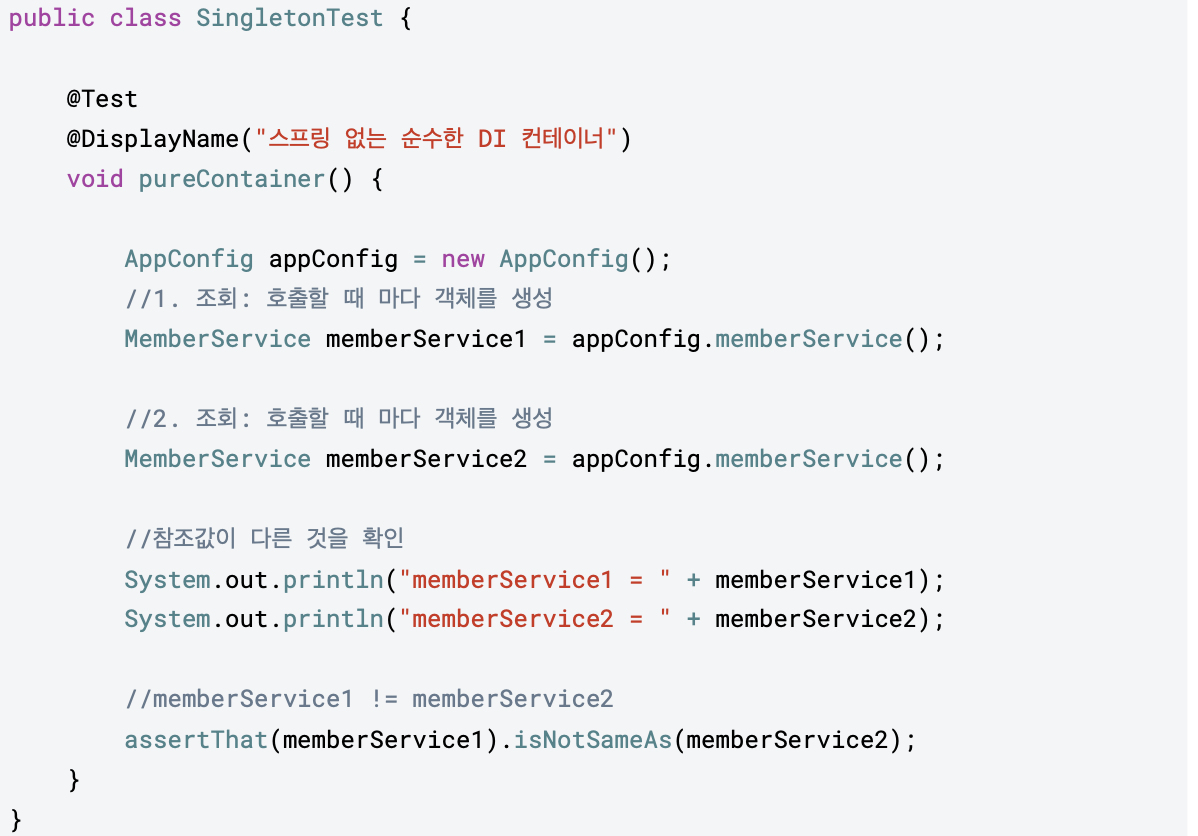 public class SingletonTest {
@Test
@DisplayName("스프링 없는 순수한 DI 컨테이너")
void pureContainer() {
AppConfig appConfig = new AppConfig();
//1. 조회: 호출할 때 마다 객체를 생성
MemberService memberService1 = appConfig.memberService();
//2. 조회: 호출할 때 마다 객체를 생성
MemberService memberService2 = appConfig.memberService();
//참조값이 다른 것을 확인
System.out.println("memberService1 = " + memberService1);
System.out.println("memberService2 = " + memberService2);
//memberService1 != memberService2
assertThat(memberService1).isNotSameAs(memberService2);
}
}